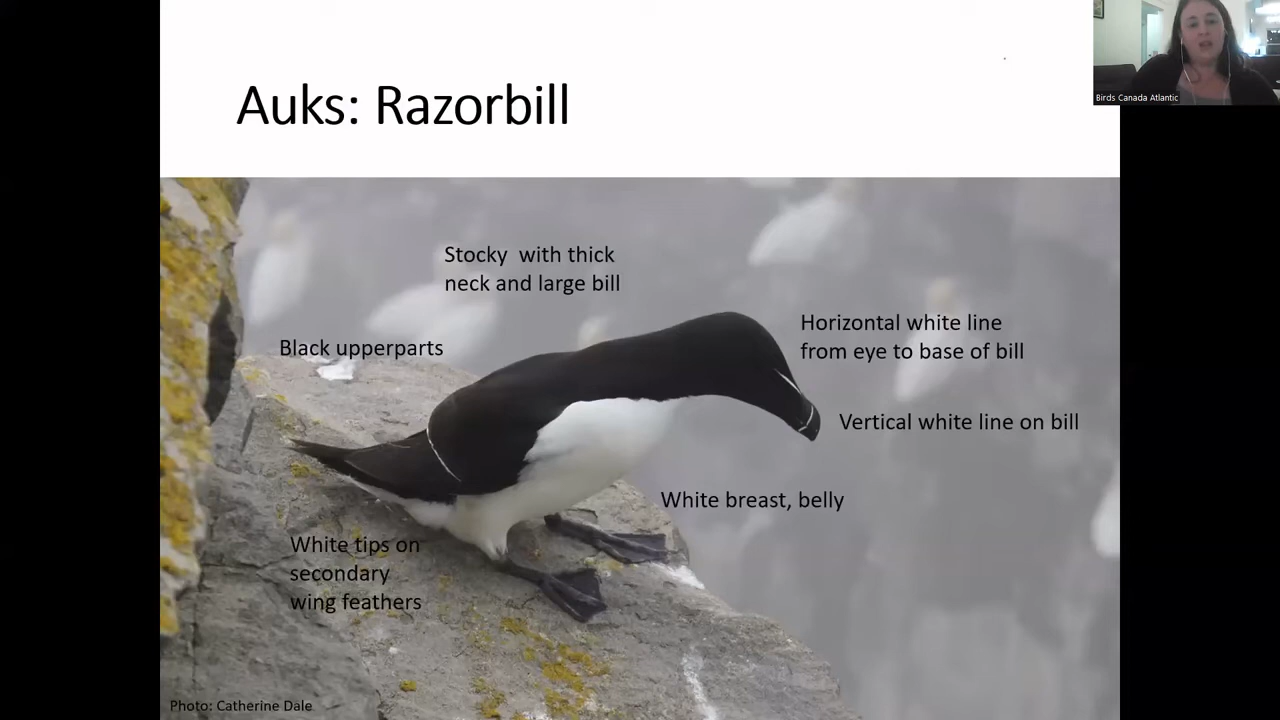 Auks: Razorbill
Birds Canada Atlantic
Stocky with thick
neck and large bill
Black upperparts
Horizontal white line
from eye to base of bill
Vertical white line on bill
White breast, belly
White tips on
secondary
wing feathers
Photo: Catherine Dale